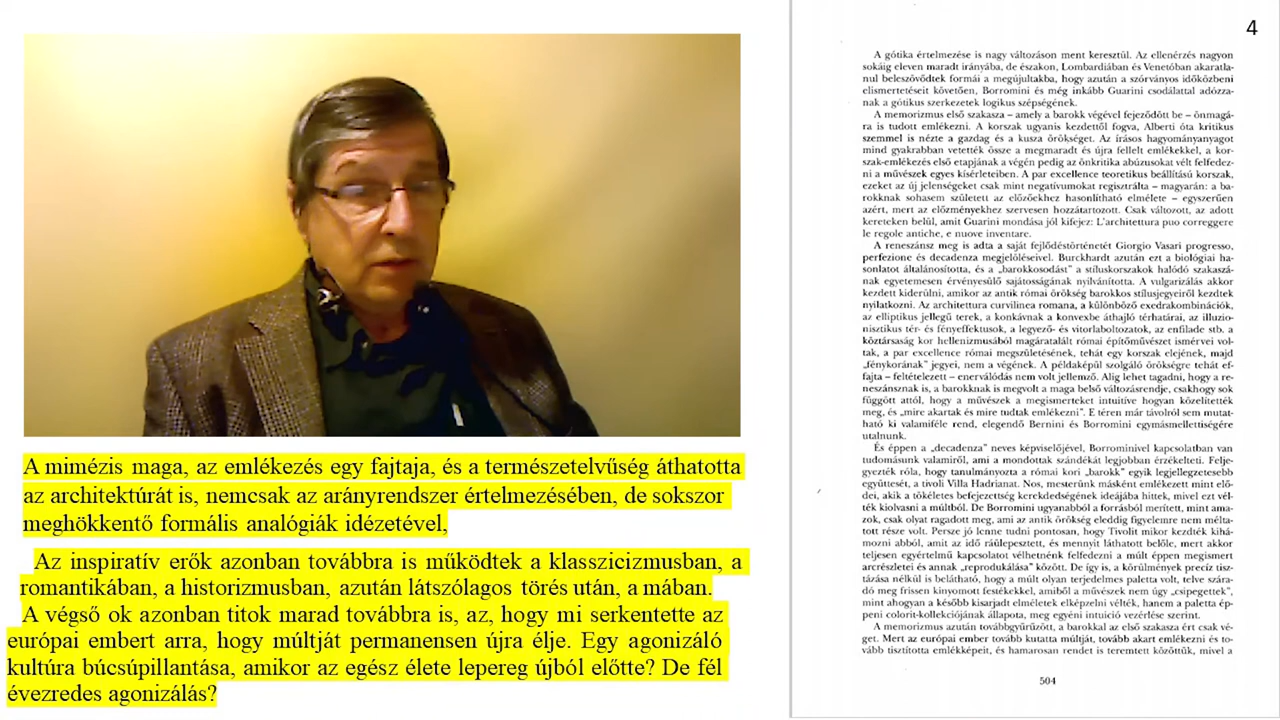 A mimézis maga, az emlékezés egy fajtaja, és a természetelvűség áthatotta
az architektúrát is, nemcsak az arányrendszer értelmezésében, de sokszor
meghökkentő formális analógiák idézetével,
Az inspiratív erők azonban továbbra is működtek a klasszicizmusban, a
romantikában, a historizmusban, azután látszólagos törés után, a mában.
A végső ok azonban titok marad továbbra is, az, hogy mi serkentette az
európai embert arra, hogy múltját permanensen újra élje. Egy agonizáló
kultúra búcsúpillantása, amikor az egész élete lepereg újból előtte? De fél
évezredes agonizálás?
4
A gótika értelmezése is nagy változáson ment keresztül. Az ellenérzés nagyon
sokáig eleven maradt irányába, de északon, Lombardiában és Venetóban akaratla-
nul beleszövődtek formái a megújultakba, hogy azután a szórványos időközbeni
elismertetéseit követően, Borromini és még inkább Guarini csodálattal adózza-
nak a gótikus szerkezetek logikus szépségének.
A memorizmus első szakasza – amely a barokk végével fejeződött be – önmagá-
ra is tudott emlékezni. A korszak ugyanis kezdettől fogva, Alberti óta kritikus
szemmel is nézte a gazdag és a kusza örökséget. Az írásos hagyományanyagot
mind gyakrabban vetették össze a megmaradt és újra fellelt emlékekkel, a kor-
szak-emlékezés első etapjának a végén pedig az önkritika abúzusokat vélt felfedez-
ni a művészek egyes kísérleteiben. A par excellence teoretikus beállítású korszak,
ezeket az új jelenségeket csak mint negatívumokat regisztrálta – magyarán: a ba-
rokknak sohasem született az előzőekhez hasonlítható elmélete – egyszerűen
azért, mert az előzményekhez szervesen hozzátartozott. Csak változott, az adott
kereteken belül, amit Guarini mondása jól kifejez: L'architettura puo correggere
le regole antiche, e nuove inventare.
A reneszánsz meg is adta a saját fejlődéstörténetét Giorgio Vasari progresso,
perfezione és decadenza megjelöléseivel. Burckhardt azután ezt a biológiai ha-
sonlatot általánosította, és a „barokkosodást" a stíluskorszakok halódó szakaszá-
nak egyetemesen érvényesülő sajátosságának nyilvánította. A vulgarizálás akkor
kezdett kiderülni, amikor az antik római örökség barokkos stílusjegyeiről kezdtek
nyilatkozni. Az architettura curvilinea romana, a különböző exedrakombinációk,
az elliptikus jellegű terek, a konkávnak a konvexbe áthajló térhatárai, az illuzio-
nisztikus tér- és fényeffektusok, a legyező- és vitorlaboltozatok, az enfilade stb. a
köztársaság kor hellenizmusából magáratalált római építőművészet ismérvei vol-
tak, a par excellence római megszületésének, tehát egy korszak elejének, majd
„fénykorának" jegyei, nem a végének. A példaképül szolgáló örökségre tehát ef-
fajta – feltételezett – enerválódás nem volt jellemző. Alig lehet tagadni, hogy a re-
neszánsznak is, a barokknak is megvolt a maga belső változásrendje, csakhogy sok
függött attól, hogy a művészek a megismerteket intuitíve hogyan közelítették
meg, és „mire akartak és mire tudtak emlékezni". E téren már távolról sem mutat-
ható ki valamiféle rend, elegendő Bernini és Borromini egymásmellettiségére
utalnunk.
És éppen a „decadenza" neves képviselőjével, Borrominivel kapcsolatban van
tudomásunk valamiről, ami a mondottak szándékát legjobban érzékelteti. Felje-
gyezték róla, hogy tanulmányozta a római kori „barokk" egyik legjellegzetesebb
együttesét, a tivoli Villa Hadrianat. Nos, mesterünk másként emlékezett mint elő-
dei, akik a tökéletes befejezettség kerekdedségének ideájába hittek, mivel ezt vél-
ték kiolvasni a múltból. De Borromini ugyanabból a forrásból merített, mint ama-
zok, csak olyat ragadott meg, ami az antik örökség eleddig figyelemre nem mélta-
tott része volt. Persze jó lenne tudni pontosan, hogy Tivolit mikor kezdték kihá-
mozni abból, amit az idő ráülepesztett, és mennyit láthatott belőle, mert akkor
teljesen egyértelmű kapcsolatot vélhetnénk felfedezni a múlt éppen megismert
arcrészletei és annak „reprodukálása" között. De így is, a körülmények precíz tisz-
tázása nélkül is belátható, hogy a múlt olyan terjedelmes paletta volt, telve szára-
dó meg frissen kinyomott festékekkel, amiből a művészek nem úgy „csipegettek",
mint ahogyan a később kisarjadt elméletek elképzelni vélték, hanem a paletta ép-
peni colorit-kollekciójának állapota, meg egyéni intuíció vezérlése szerint.
A memorizmus azután továbbgyűrűzött, a barokkal az első szakasza ért csak vé-
get. Mert az európai ember tovább kutatta múltját, tovább akart emlékezni és to-
vább tisztította emlékképeit, és hamarosan rendet is teremtett közöttük, mivel a
504